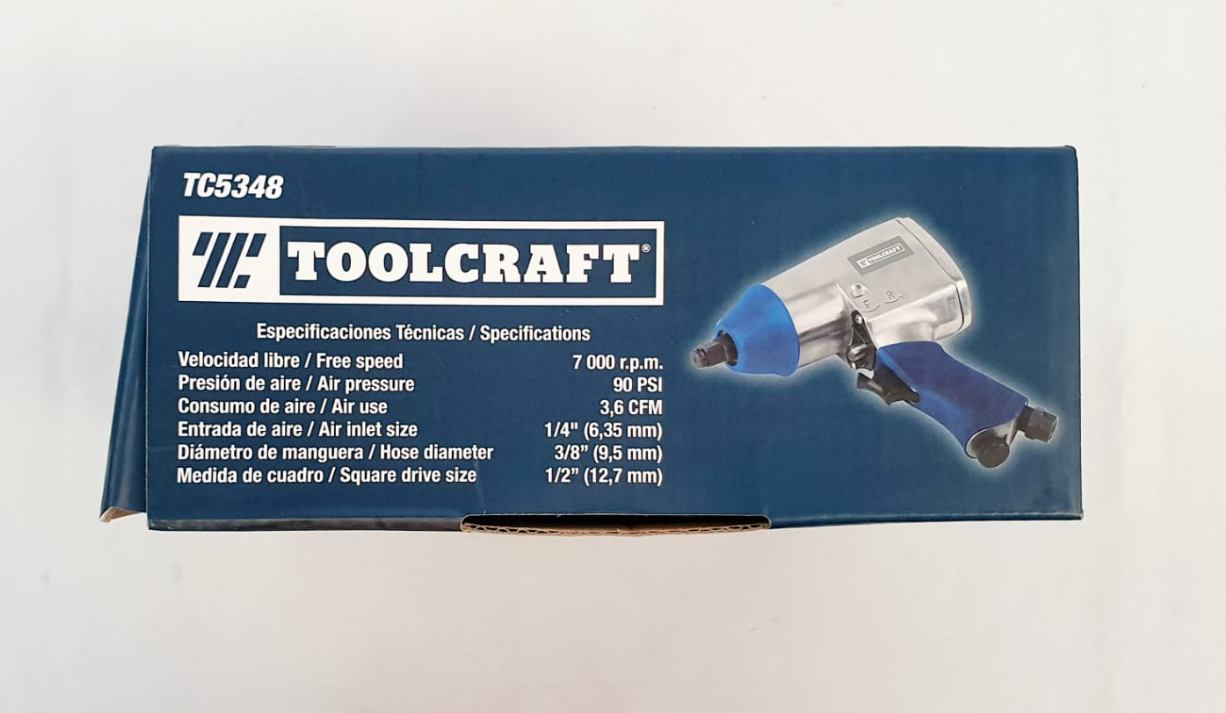 TC5348
TOOLCRAFT®
Especificaciones Técnicas / Specifications
Velocidad libre / Free speed 7 000 r.p.m.
Presión de aire / Air pressure 90 PSI
Consumo de aire / Air use 3,6 CFM
Entrada de aire / Air inlet size 1/4" (6,35 mm)
Diámetro de manguera / Hose diameter 3/8” (9,5 mm)
Medida de cuadro / Square drive size 1/2” (12,7 mm)
TOOLCRAFT
F R